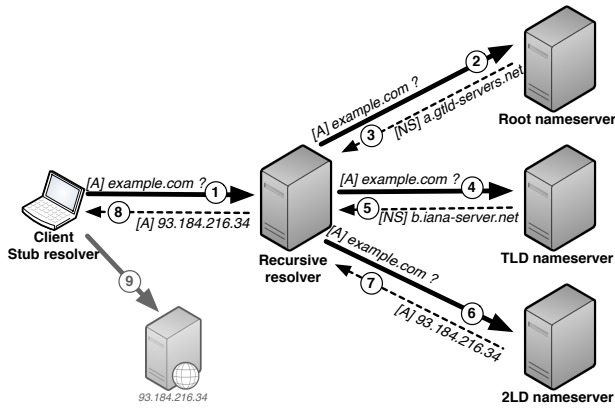 2
[A] example.com ?
[NS] a.gtld-servers.net
3
Root nameserver
[A] example.com ?
1
8
[A] 93.184.216.34
Client
Stub resolver
Recursive
resolver
[A] example.com ?
4
5
[NS] b.iana-server.net
TLD nameserver
[A] example.com ?
7
6
[A] 93.184.216.34
2LD nameserver
9
93.184.216.34